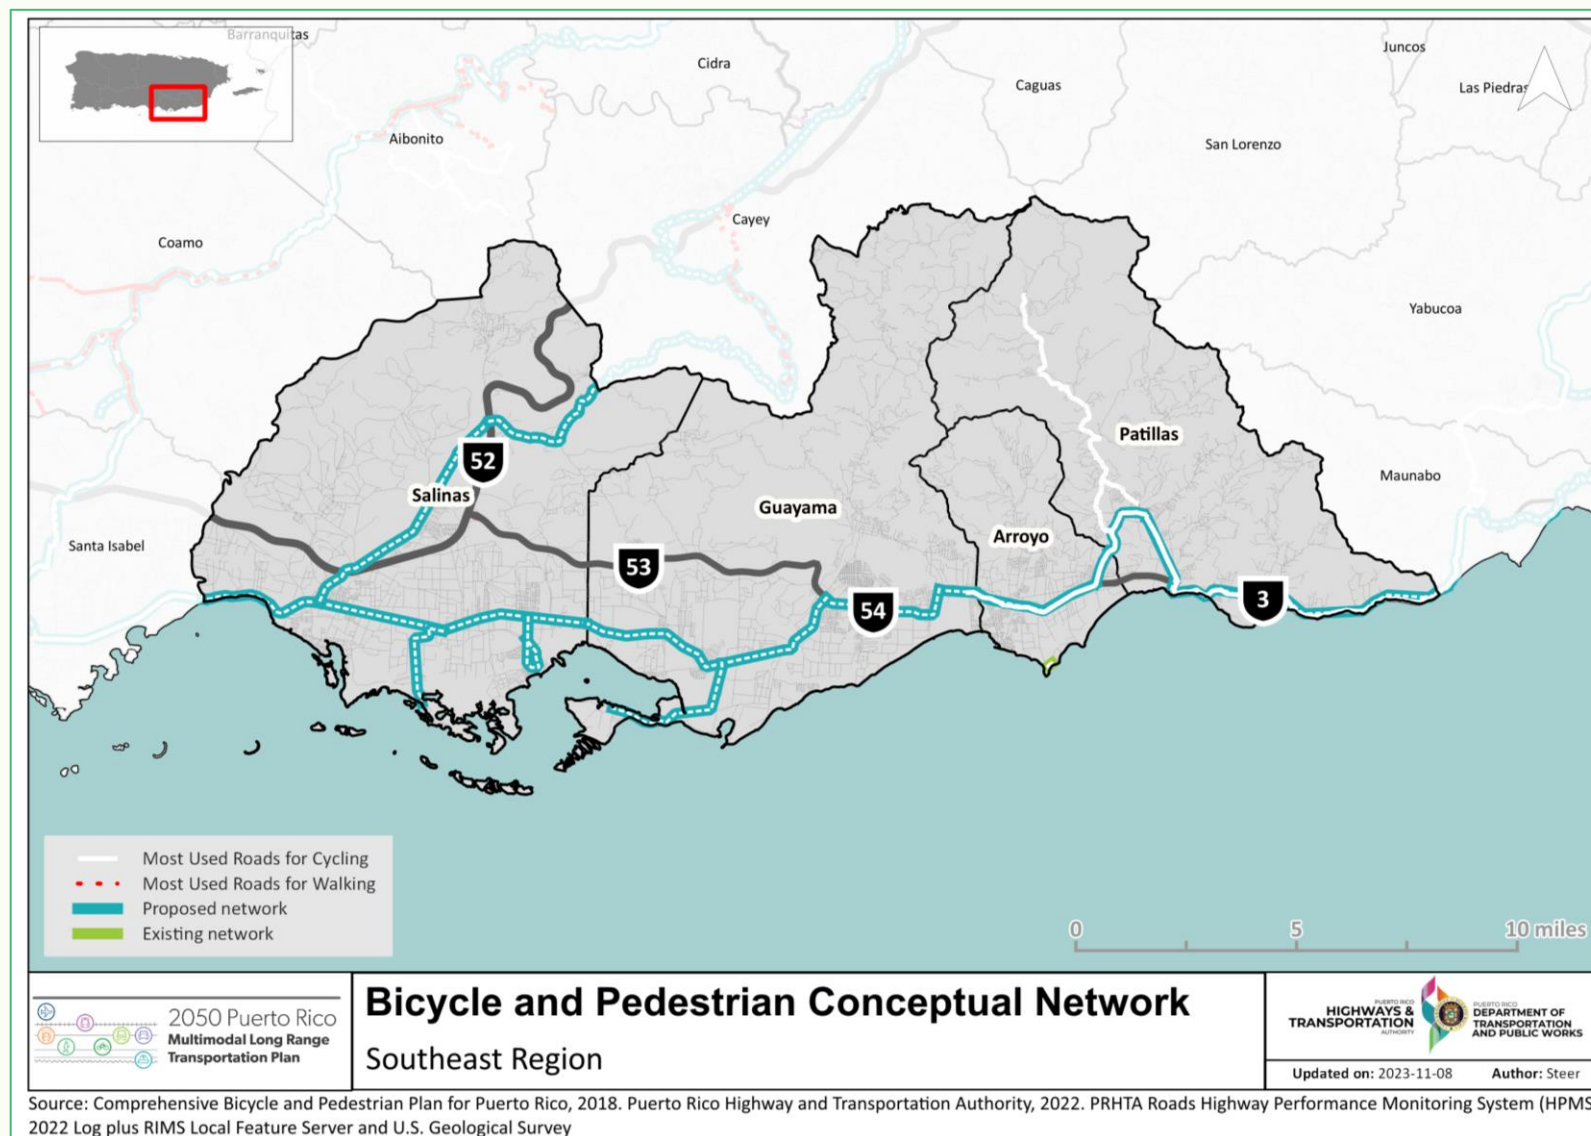 Barranquitas
Cidra
Juncos
Caguas
Las Piedras
Aibonito
San Lorenzo
Cayey
Coamo
Yabucoa
Patillas
52
Salinas
Maunabo
Guayama
Arroyo
Santa Isabel
53
54
3
Most Used Roads for Cycling
Most Used Roads for Walking
Proposed network
Existing network
0 5 10 miles
2050 Puerto Rico
Multimodal Long Range
Transportation Plan
Bicycle and Pedestrian Conceptual Network
Southeast Region
PUERTO RICO
HIGHWAYS &
TRANSPORTATION
AUTHORITY
PUERTO RICO
DEPARTMENT OF
TRANSPORTATION
AND PUBLIC WORKS
Updated on: 2023-11-08 Author: Steer
Source: Comprehensive Bicycle and Pedestrian Plan for Puerto Rico, 2018. Puerto Rico Highway and Transportation Authority, 2022. PRHTA Roads Highway Performance Monitoring System (HPMS
2022 Log plus RIMS Local Feature Server and U.S. Geological Survey